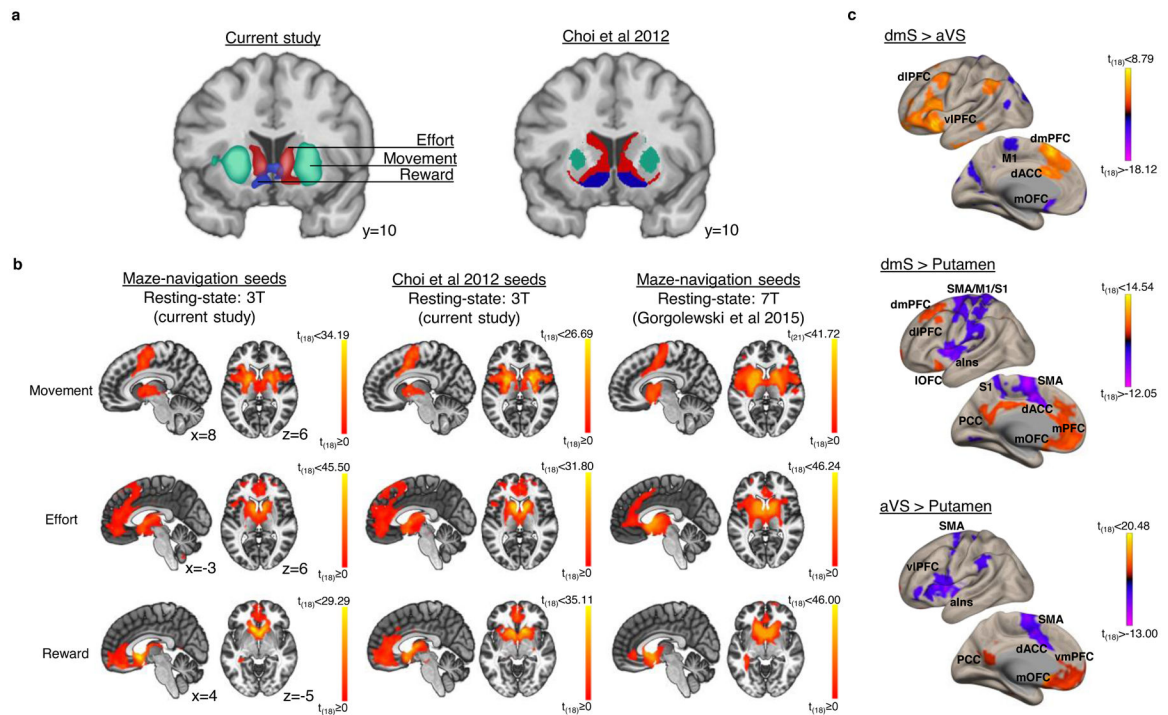 a
Current study
Choi et al 2012
Effort
Movement
Reward
y=10
y=10
b
Maze-navigation seeds
Resting-state: 3T
(current study)
Choi et al 2012 seeds
Resting-state: 3T
(current study)
Maze-navigation seeds
Resting-state: 7T
(Gorgolewski et al 2015)
Movement
t(18)<34.19
t(18)≥0
x=8
z=6
t(18)<26.69
t(18)≥0
t(21)<41.72
t(18)≥0
Effort
t(18)<45.50
t(18)≥0
x=-3
z=6
t(18)<31.80
t(18)≥0
t(18)<46.24
t(18)≥0
Reward
t(18)<29.29
t(18)≥0
x=4
z=-5
t(18)<35.11
t(18)≥0
t(18)<46.00
t(18)≥0
c
dmS > aVS
t(18)<8.79
t(18)>-18.12
dlPFC
vlPFC
dmPFC
M1
dACC
mOFC
dmS > Putamen
t(18)<14.54
t(18)>-12.05
SMA/M1/S1
dmPFC
dlPFC
aIns
lOFC
S1
SMA
dACC
PCC
mPFC
mOFC
aVS > Putamen
t(18)<20.48
t(18)>-13.00
SMA
vlPFC
aIns
SMA
dACC
PCC
vmPFC
mOFC